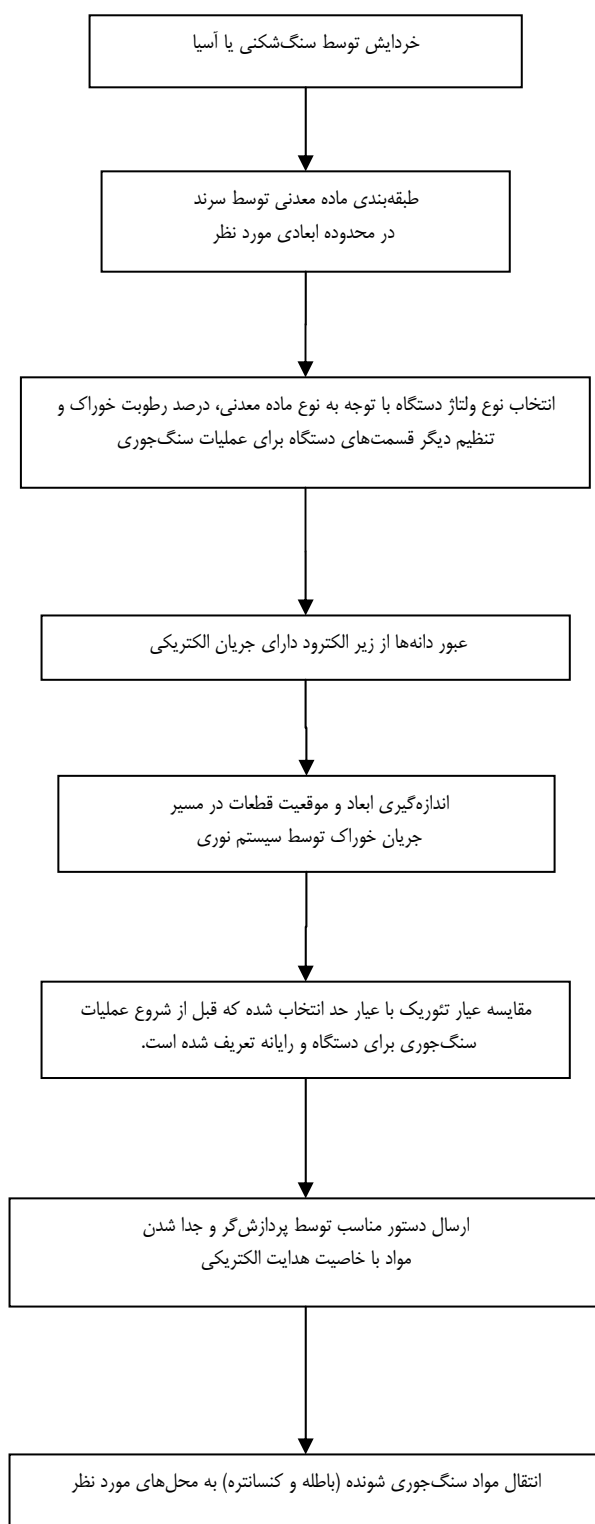 خردایش توسط سنگ‌شکنی یا آسیا
طبقه‌بندی ماده معدنی توسط سرند
در محدوده ابعادی مورد نظر
انتخاب نوع ولتاژ دستگاه با توجه به نوع ماده معدنی، درصد رطوبت خوراک و
تنظیم دیگر قسمت‌های دستگاه برای عملیات سنگ‌جوری
عبور دانه‌ها از زیر الکترود دارای جریان الکتریکی
اندازه‌گیری ابعاد و موقعیت قطعات در مسیر
جریان خوراک توسط سیستم نوری
مقایسه عیار تئوریک با عیار حد انتخاب شده که قبل از شروع عملیات
سنگ‌جوری برای دستگاه و رایانه تعریف شده است.
ارسال دستور مناسب توسط پردازش‌گر و جدا شدن
مواد با خاصیت هدایت الکتریکی
انتقال مواد سنگ‌جوری شونده (باطله و کنسانتره) به محل‌های مورد نظر